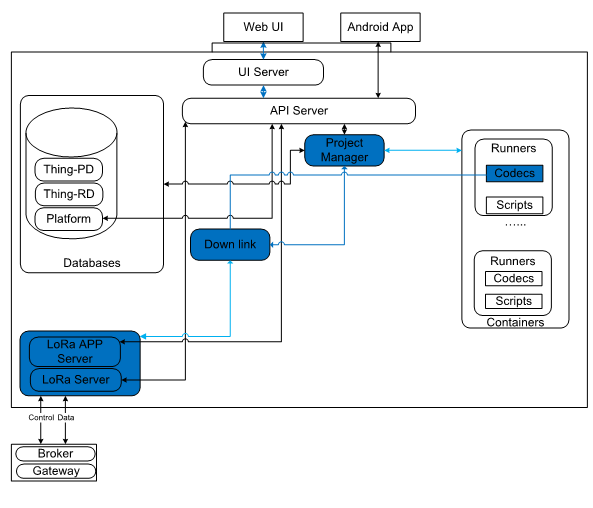 Web UI
Android App
UI Server
API Server
Project
Manager
Runners
Codecs
Scripts
......
Thing-PD
Thing-RD
Platform
Databases
Down link
Runners
Codecs
Scripts
Containers
LoRa APP
Server
LoRa Server
Control Data
Broker
Gateway